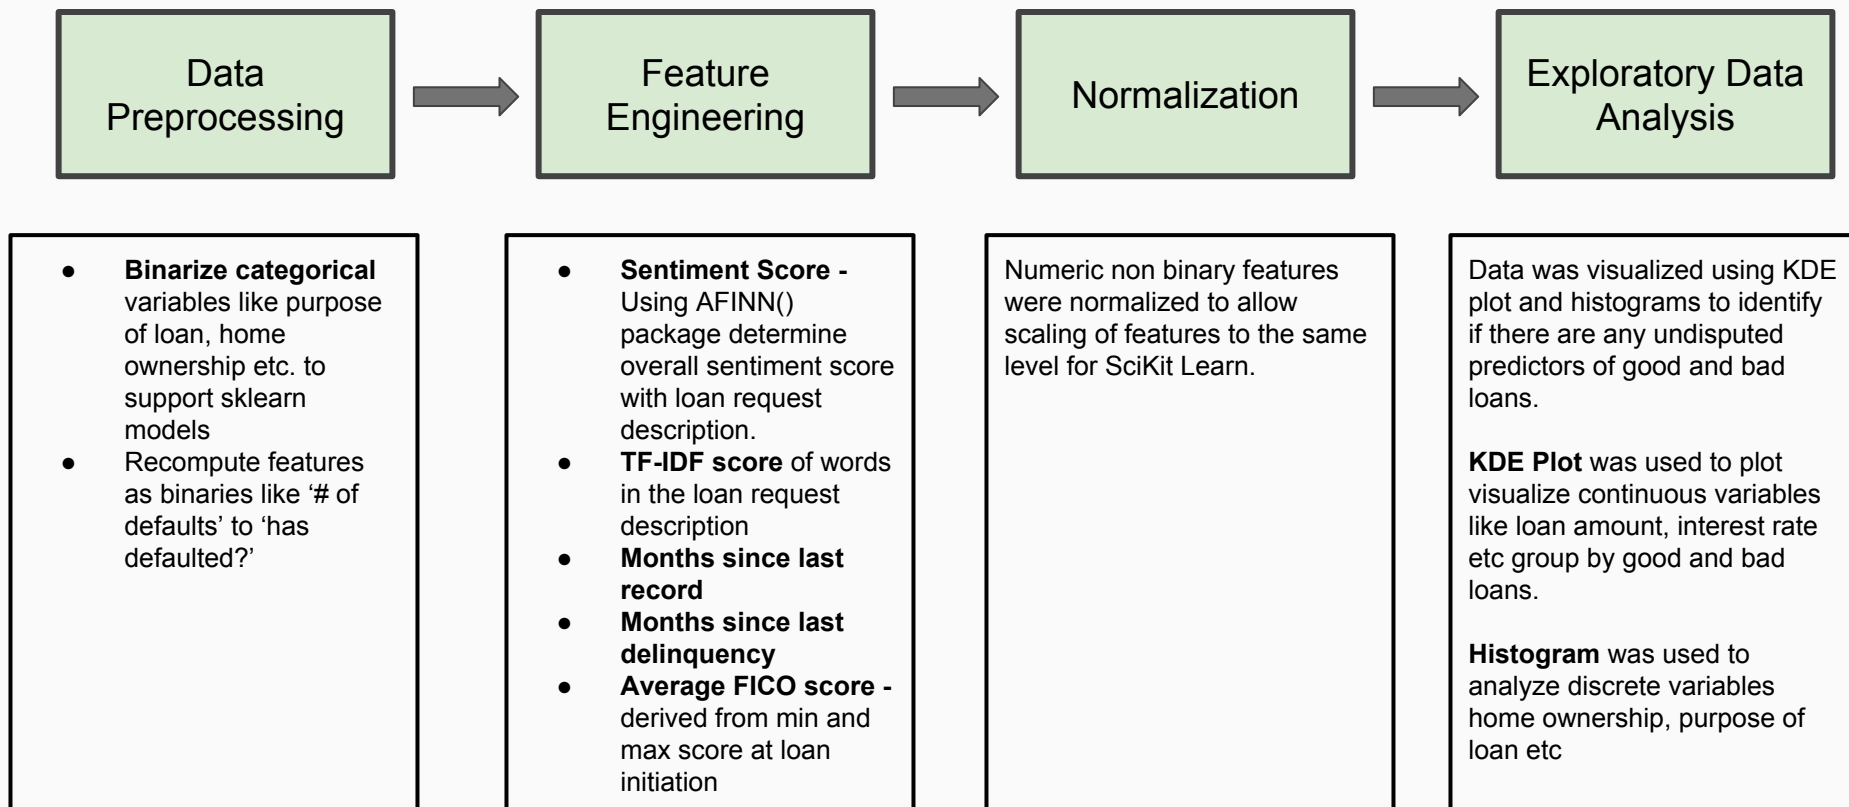 Data
Preprocessing
Feature
Engineering
Normalization
Exploratory Data
Analysis
● Binarize categorical
variables like purpose
of loan, home
ownership etc. to
support sklearn
models
● Recompute features
as binaries like ‘# of
defaults’ to ‘has
defaulted?’
● Sentiment Score -
Using AFINN()
package determine
overall sentiment score
with loan request
description.
● TF-IDF score of words
in the loan request
description
● Months since last
record
● Months since last
delinquency
● Average FICO score -
derived from min and
max score at loan
initiation
Numeric non binary features
were normalized to allow
scaling of features to the same
level for SciKit Learn.
Data was visualized using KDE
plot and histograms to identify
if there are any undisputed
predictors of good and bad
loans.
KDE Plot was used to plot
visualize continuous variables
like loan amount, interest rate
etc group by good and bad
loans.
Histogram was used to
analyze discrete variables
home ownership, purpose of
loan etc